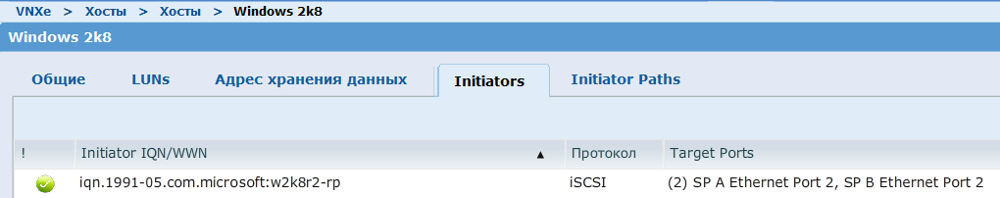 VNXe > Хосты > Хосты > Windows 2k8
Windows 2k8
Общие LUNs Адрес хранения данных Initiators Initiator Paths
! Initiator IQN/WWN ▲ Протокол Target Ports
iqn.1991-05.com.microsoft:w2k8r2-rp iSCSI (2) SP A Ethernet Port 2, SP B Ethernet Port 2